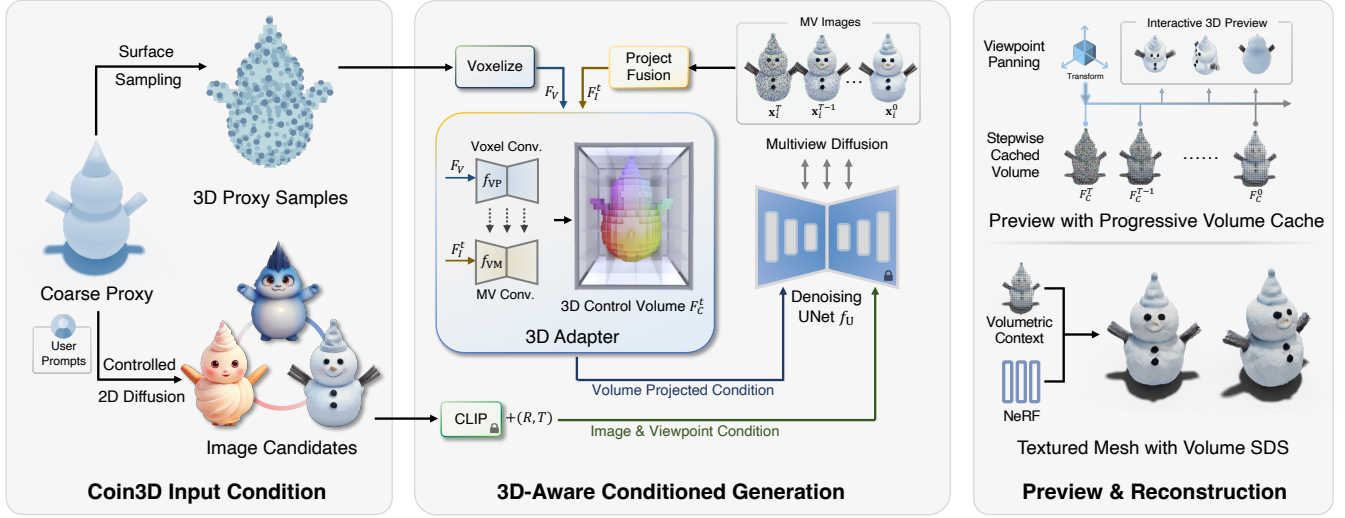 Surface
Sampling
3D Proxy Samples
Coarse Proxy
User
Prompts
Controlled
2D Diffusion
Image Candidates
Coin3D Input Condition
Voxelize
Project
Fusion
MV Images
x_i^T
x_i^{T-1}
...
x_i^0
F_V
F_I^t
Voxel Conv.
F_V
f_VP
F_I^t
f_VM
MV Conv.
3D Control Volume F_C^t
3D Adapter
Multiview Diffusion
Denoising
UNet f_U
Volume Projected Condition
CLIP
+(R, T)
Image & Viewpoint Condition
3D-Aware Conditioned Generation
Viewpoint
Panning
Transform
Interactive 3D Preview
Stepwise
Cached
Volume
F_C^T
F_C^{T-1}
......
F_C^0
Preview with Progressive Volume Cache
Volumetric
Context
NeRF
Textured Mesh with Volume SDS
Preview & Reconstruction